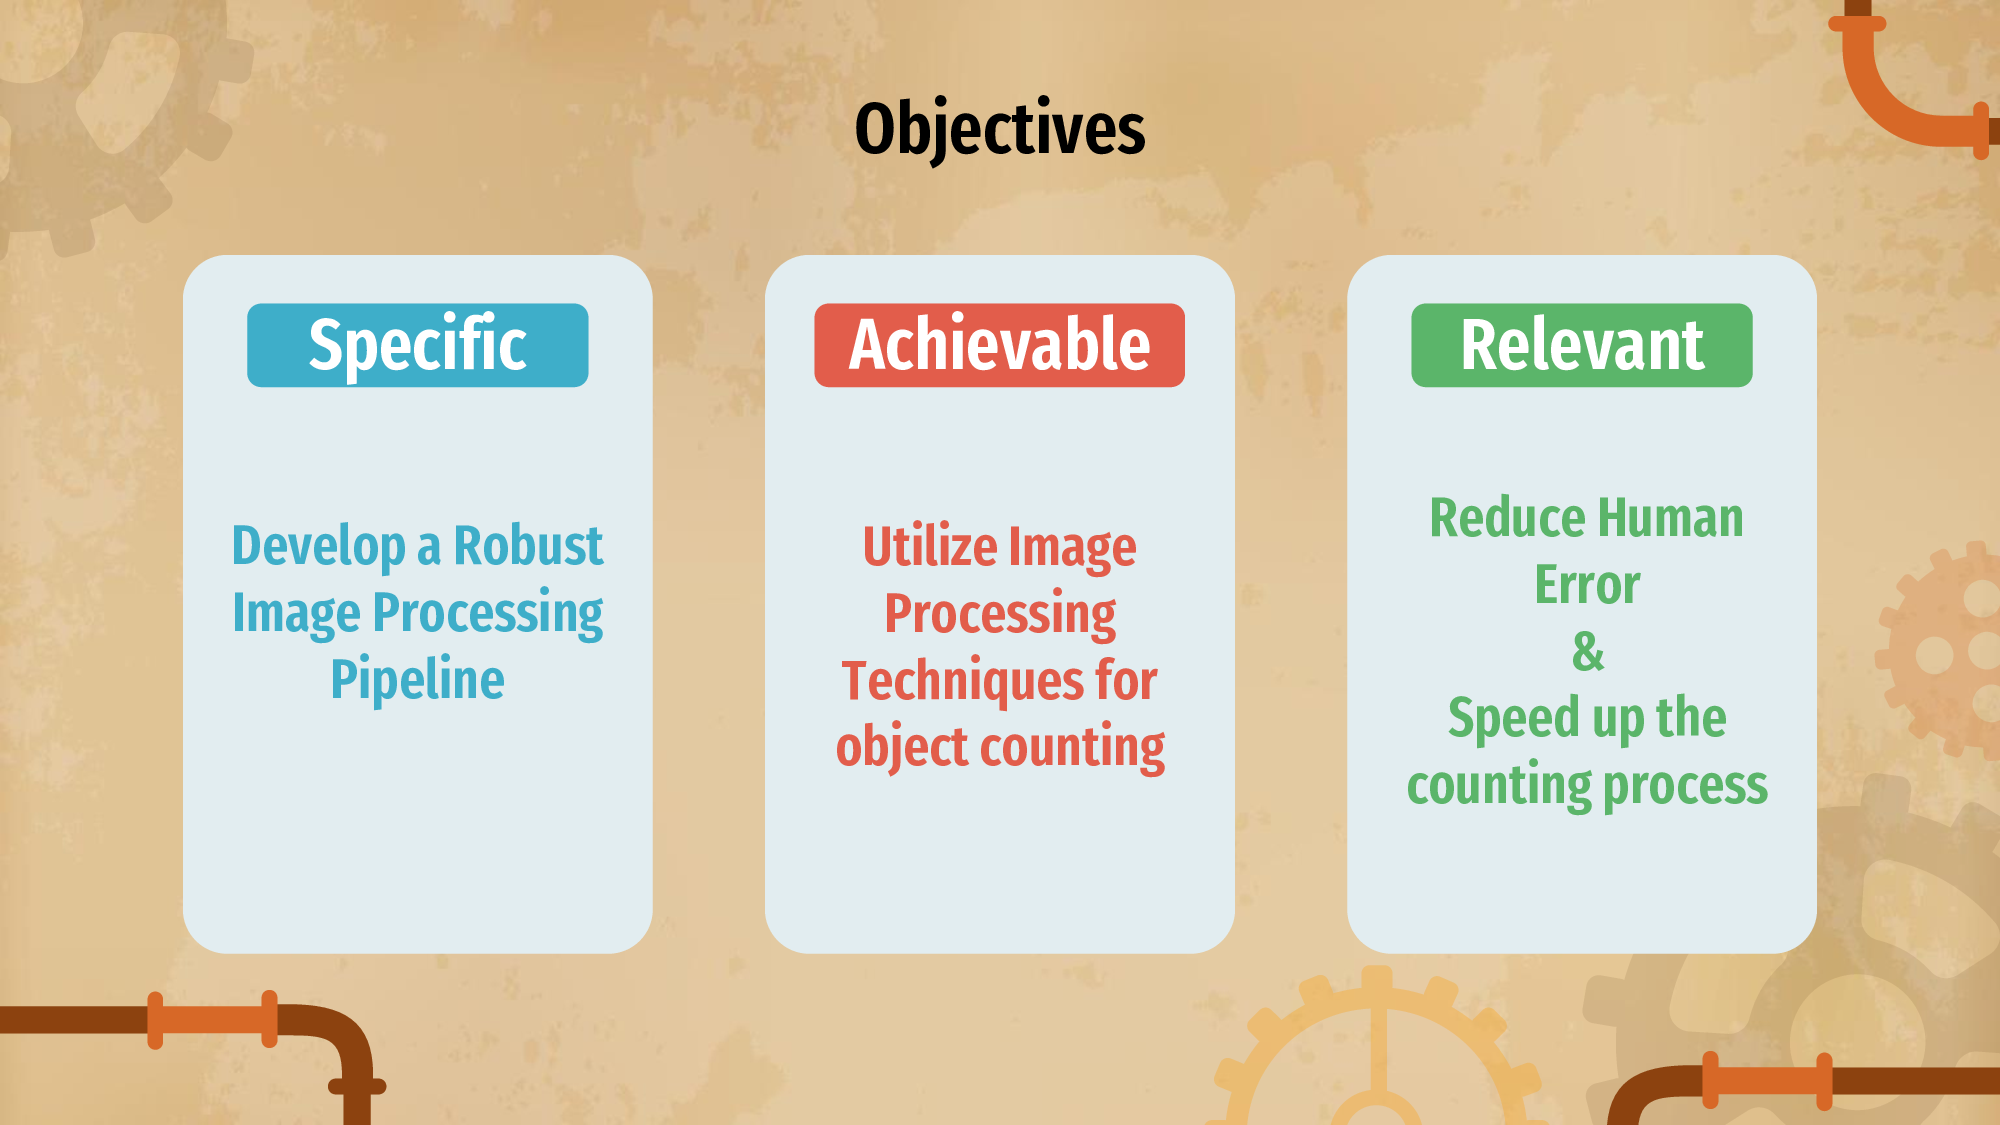 Objectives
Specific
Develop a Robust
Image Processing
Pipeline
Achievable
Utilize Image
Processing
Techniques for
object counting
Relevant
Reduce Human
Error
&
Speed up the
counting process